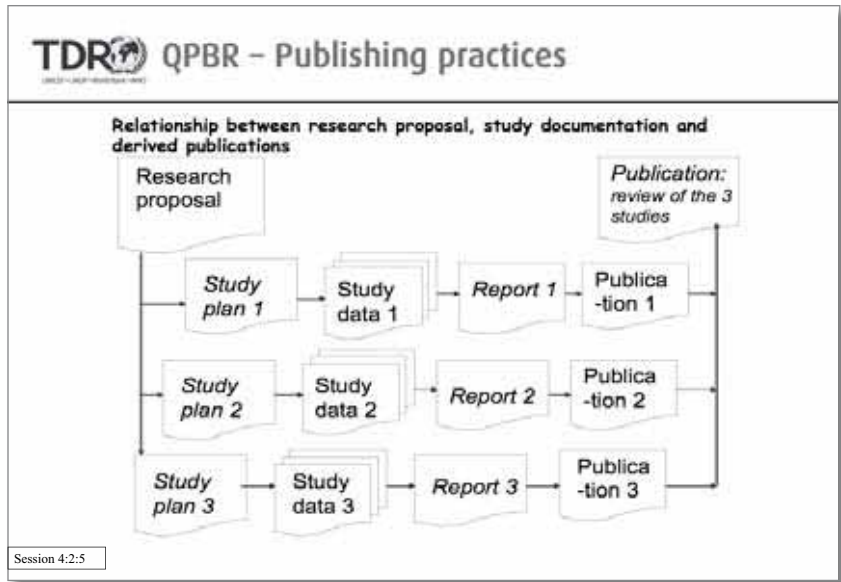 TDR QPBR – Publishing practices
Relationship between research proposal, study documentation and
derived publications
Research
proposal
Publication:
review of the 3
studies
Study
plan 1
Study
data 1
Report 1
Publica
-tion 1
Study
plan 2
Study
data 2
Report 2
Publica
-tion 2
Study
plan 3
Study
data 3
Report 3
Publica
-tion 3
Session 4:2:5